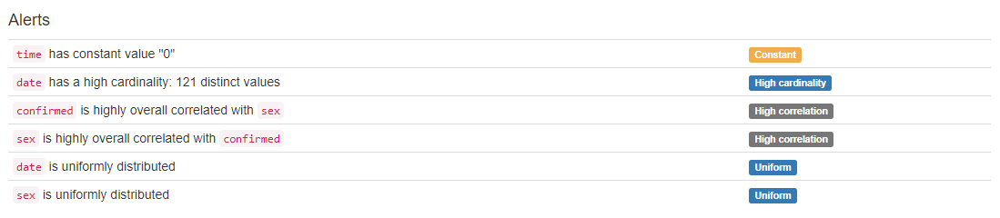 Alerts
time has constant value "0" Constant
date has a high cardinality: 121 distinct values High cardinality
confirmed is highly overall correlated with sex High correlation
sex is highly overall correlated with confirmed High correlation
date is uniformly distributed Uniform
sex is uniformly distributed Uniform